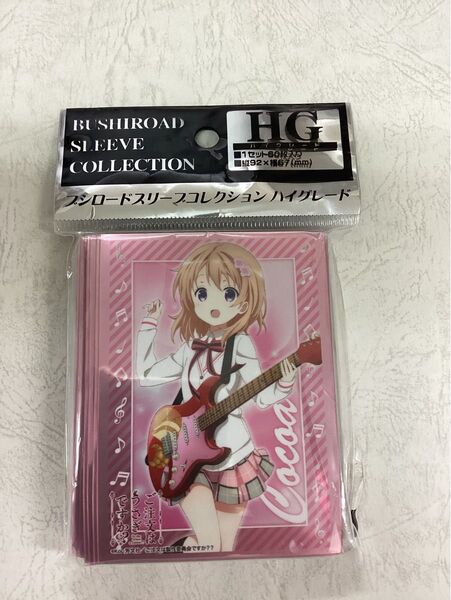 BUSHIROAD
SLEEVE
COLLECTION
HG
ハイグレード
■1セット60枚入り
■縦92×横67(mm)
ブシロードスリーブコレクション ハイグレード
Cocoa
ご注文は
うさぎですか??